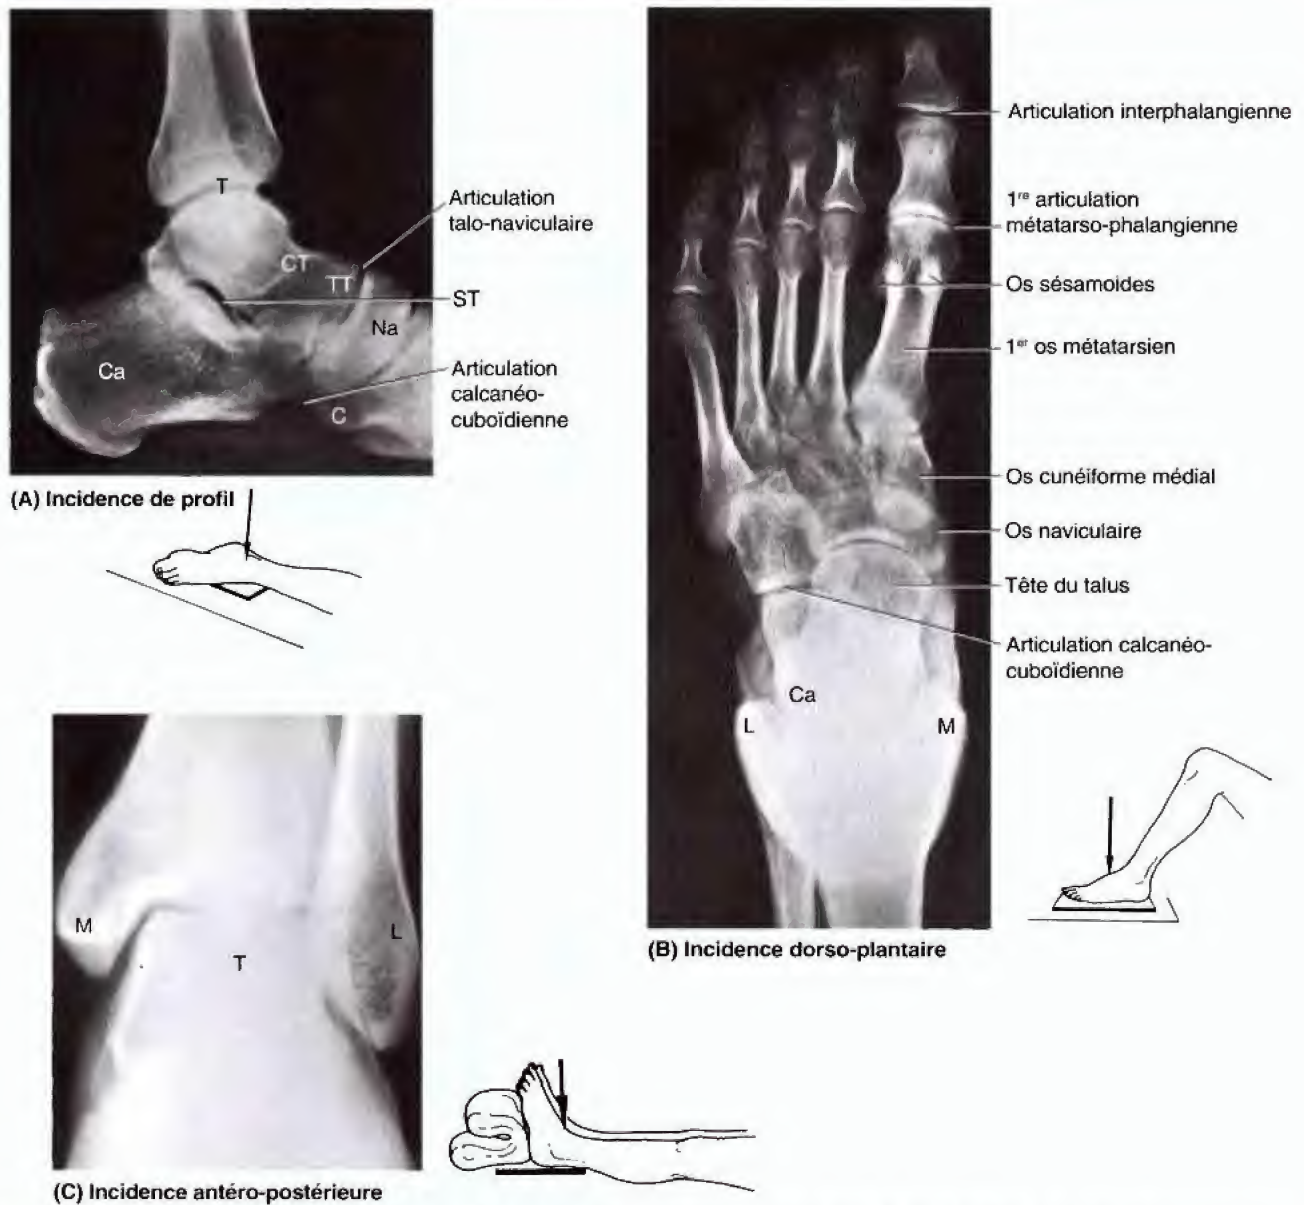 T
CT
TT
Na
Ca
C
Articulation
talo-naviculaire
ST
Articulation
calcanéo-
cuboïdienne
(A) Incidence de profil
Articulation interphalangienne
1re articulation
métatarso-phalangienne
Os sésamoides
1er os métatarsien
Os cunéiforme médial
Os naviculaire
Tête du talus
Articulation calcanéo-
cuboïdienne
Ca
L
M
(B) Incidence dorso-plantaire
M
T
L
(C) Incidence antéro-postérieure